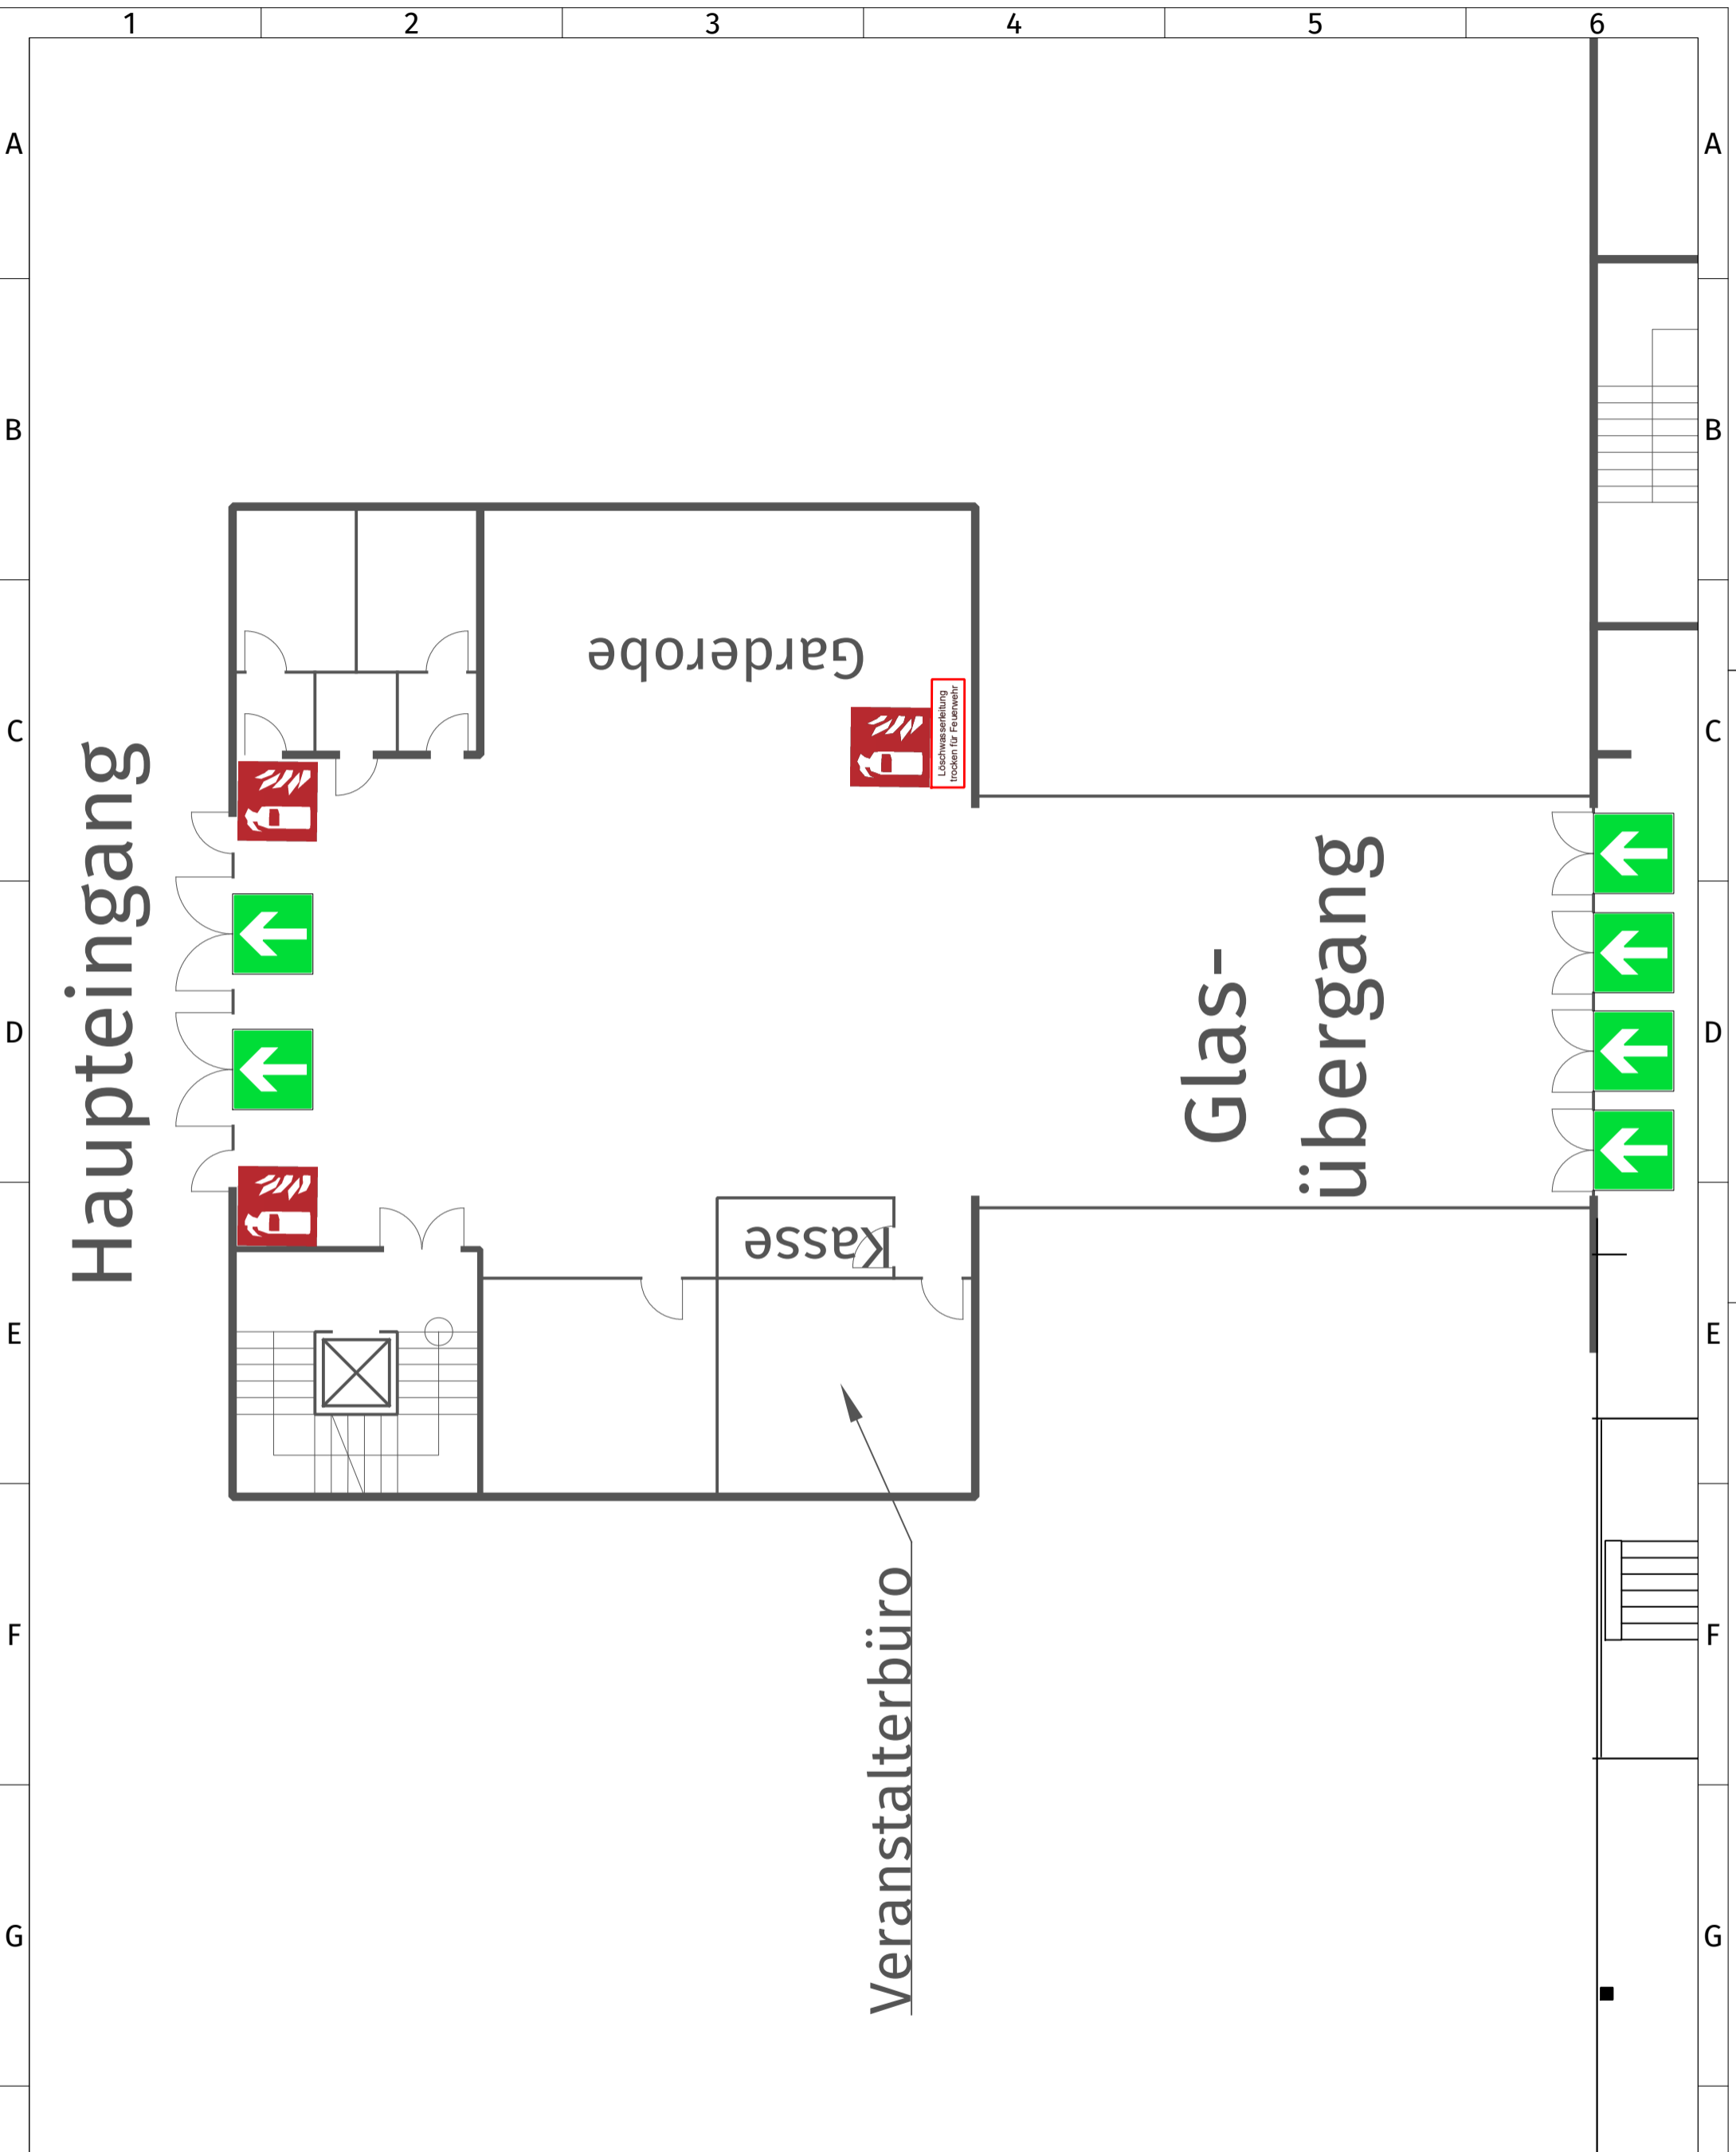 1 2 3 4 5 6
A A
B B
Garderobe
C C
Löschwasserleitung
trocken für Feuerwehr
Haupteingang
Glas-
übergang
D D
Kasse
E E
Veranstalterbüro
F F
G G